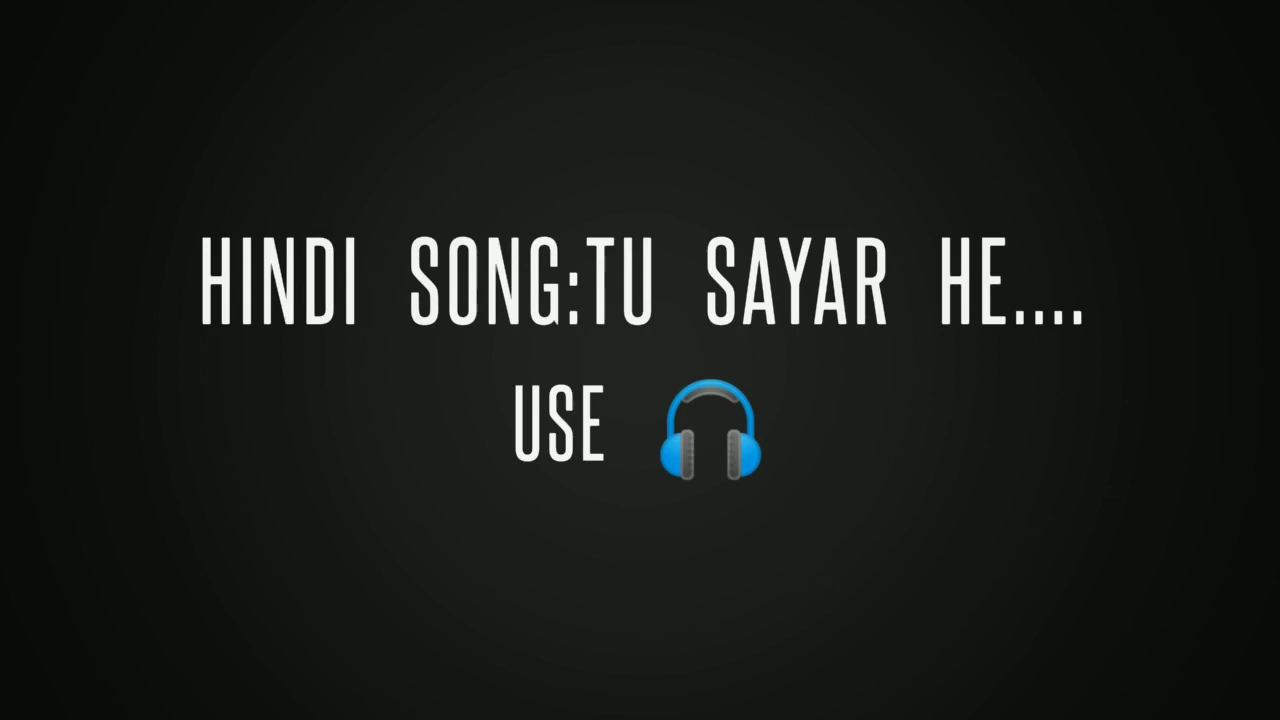 HINDI SONG:TU SAYAR HE....
USE 🎧